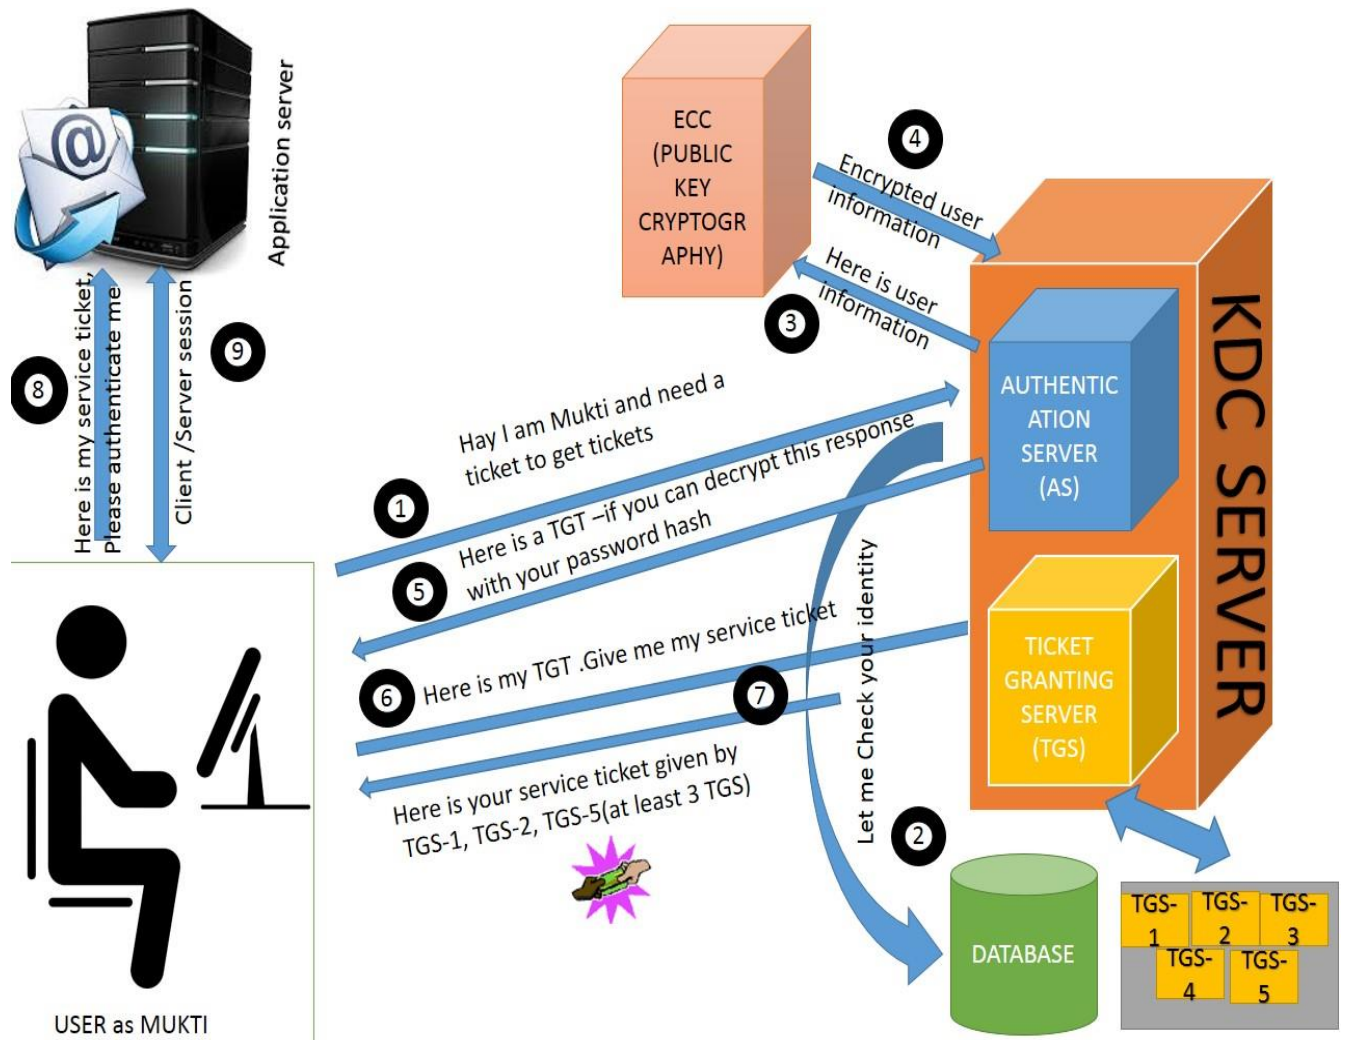 Application server
ECC
(PUBLIC
KEY
CRYPTOGR
APHY)
4
Encrypted user
information
Here is user
information
3
KDC SERVER
AUTHENTIC
ATION
SERVER
(AS)
TICKET
GRANTING
SERVER
(TGS)
8
Here is my service ticket,
Please authenticate me
Client /Server session
9
1
Hay I am Mukti and need a
ticket to get tickets
5
Here is a TGT –if you can decrypt this response
with your password hash
6
Here is my TGT .Give me my service ticket
7
Here is your service ticket given by
TGS-1, TGS-2, TGS-5(at least 3 TGS)
Let me Check your identity
2
DATABASE
TGS-
1
TGS-
2
TGS-
3
TGS-
4
TGS-
5
USER as MUKTI
@